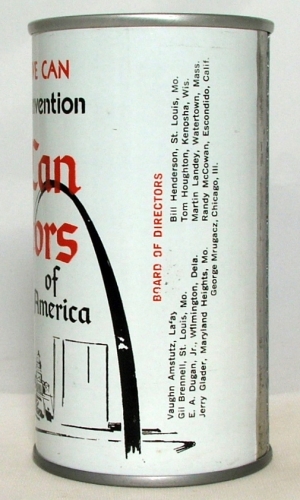 E CAN
vention
Can
ors
of
America
BOARD OF DIRECTORS
Vaughn Amstutz,
Gil Brennell, St. Louis, Mo.
E. A. Dugan, Jr., Wilmington, Dela.
Jerry Glader, Maryland Heights, Mo.
Bill Henderson, St. Louis, Mo.
Tom Houghton, Kenosha, Wis.
Martin Landey, Watertown, Mass.
Randy McCowan, Escondido, Calif.
George Mrugacz, Chicago, Ill.